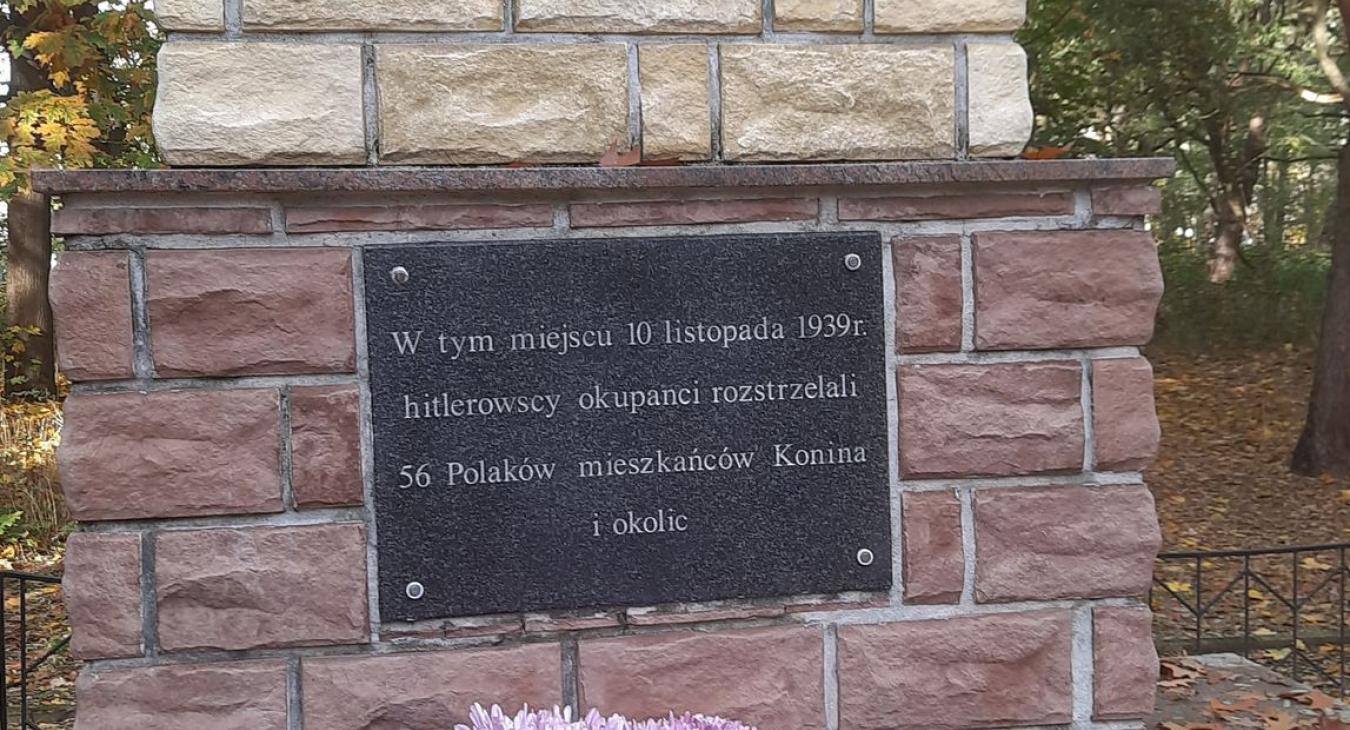 W tym miejscu 10 listopada 1939r.
hitlerowscy okupanci rozstrzelali
56 Polaków mieszkańców Konina
i okolic